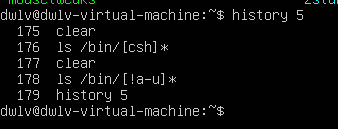 dwlv@dwlv-virtual-machine:~$ history 5
175 clear
176 ls /bin/[csh]*
177 clear
178 ls /bin/[!a-u]*
179 history 5
dwlv@dwlv-virtual-machine:~$